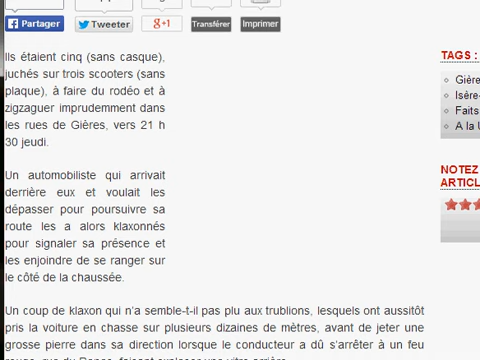 Partager Tweeter +1 Transférer Imprimer
Ils étaient cinq (sans casque),
juchés sur trois scooters (sans
plaque), à faire du rodéo et à
zigzaguer imprudemment dans
les rues de Gières, vers 21 h
30 jeudi.
Un automobiliste qui arrivait
derrière eux et voulait les
dépasser pour poursuivre sa
route les a alors klaxonnés
pour signaler sa présence et
les enjoindre de se ranger sur
le côté de la chaussée.
Un coup de klaxon qui n'a semble-t-il pas plu aux trublions, lesquels ont aussitôt
pris la voiture en chasse sur plusieurs dizaines de mètres, avant de jeter une
grosse pierre dans sa direction lorsque le conducteur a dû s'arrêter à un feu
TAGS :
Gière
Isère-
Faits
A la U
NOTEZ
ARTICL